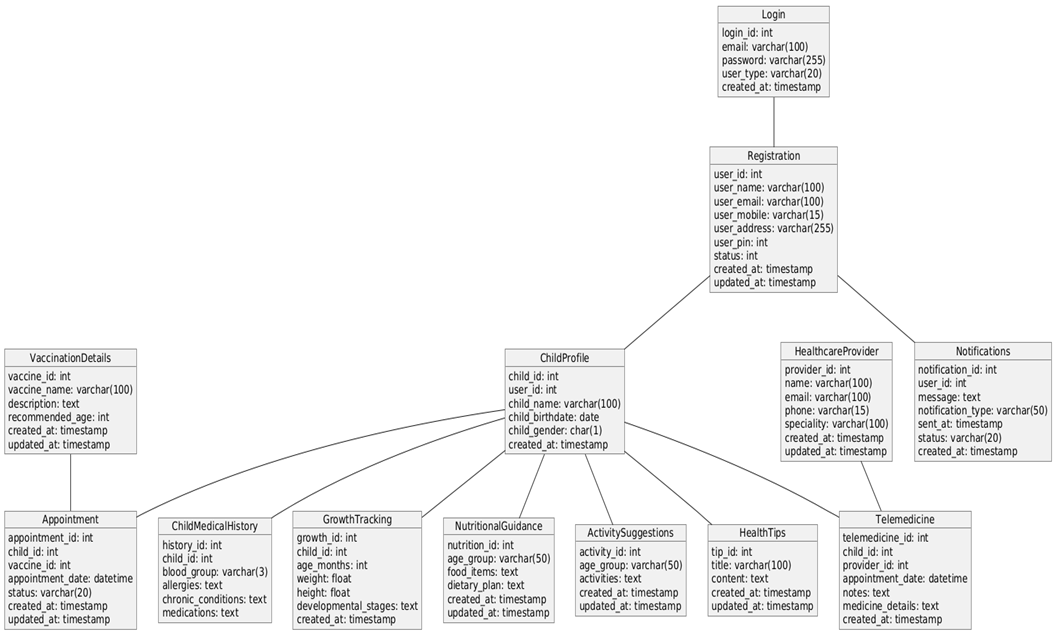 Login
login_id: int
email: varchar(100)
password: varchar(255)
user_type: varchar(20)
created_at: timestamp
Registration
user_id: int
user_name: varchar(100)
user_email: varchar(100)
user_mobile: varchar(15)
user_address: varchar(255)
user_pin: int
status: int
created_at: timestamp
updated_at: timestamp
VaccinationDetails
vaccine_id: int
vaccine_name: varchar(100)
description: text
recommended_age: int
created_at: timestamp
updated_at: timestamp
ChildProfile
child_id: int
user_id: int
child_name: varchar(100)
child_birthdate: date
child_gender: char(1)
created_at: timestamp
HealthcareProvider
provider_id: int
name: varchar(100)
email: varchar(100)
phone: varchar(15)
speciality: varchar(100)
created_at: timestamp
updated_at: timestamp
Notifications
notification_id: int
user_id: int
message: text
notification_type: varchar(50)
sent_at: timestamp
status: varchar(20)
created_at: timestamp
Appointment
appointment_id: int
child_id: int
vaccine_id: int
appointment_date: datetime
status: varchar(20)
created_at: timestamp
updated_at: timestamp
ChildMedicalHistory
history_id: int
child_id: int
blood_group: varchar(3)
allergies: text
chronic_conditions: text
medications: text
GrowthTracking
growth_id: int
child_id: int
age_months: int
weight: float
height: float
developmental_stages: text
created_at: timestamp
NutritionalGuidance
nutrition_id: int
age_group: varchar(50)
food_items: text
dietary_plan: text
created_at: timestamp
updated_at: timestamp
ActivitySuggestions
activity_id: int
age_group: varchar(50)
activities: text
created_at: timestamp
updated_at: timestamp
HealthTips
tip_id: int
title: varchar(100)
content: text
created_at: timestamp
updated_at: timestamp
Telemedicine
telemedicine_id: int
child_id: int
provider_id: int
appointment_date: datetime
notes: text
medicine_details: text
created_at: timestamp